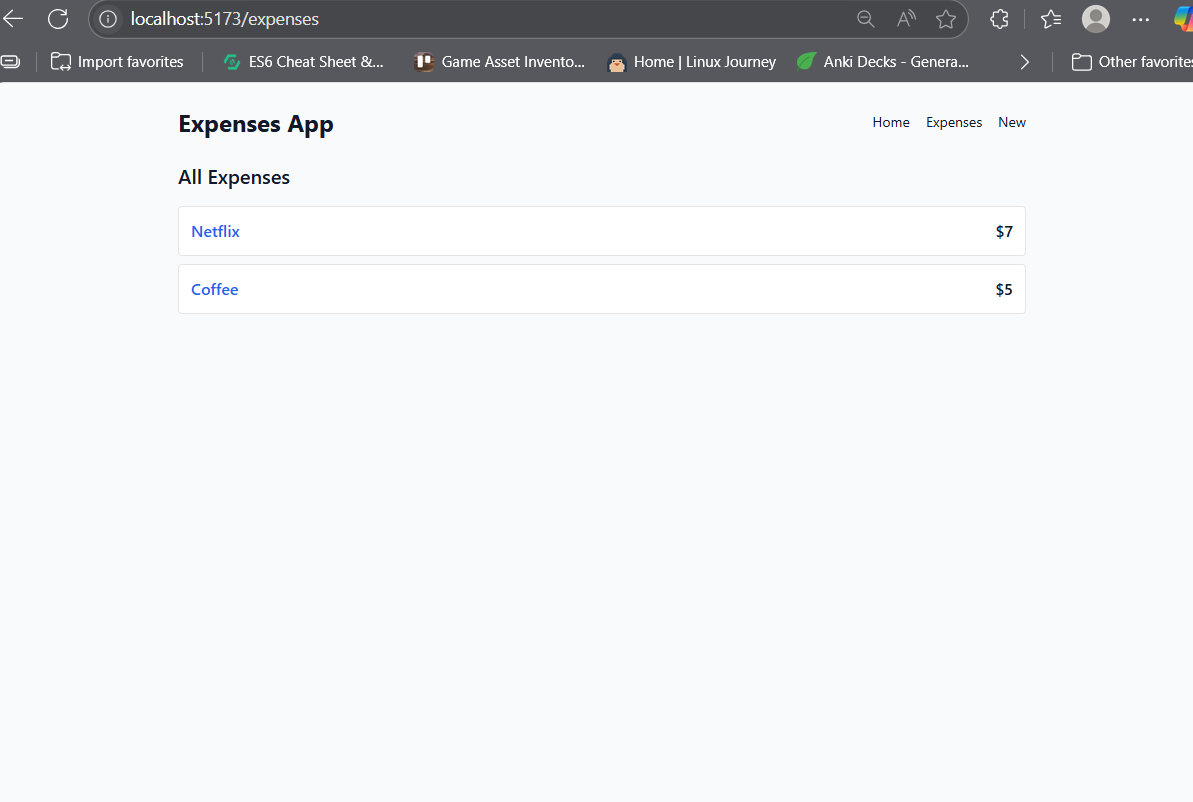 localhost:5173/expenses
Import favorites ES6 Cheat Sheet &... Game Asset Invento... Home | Linux Journey Anki Decks - Genera... Other favorites
Expenses App Home Expenses New
All Expenses
Netflix $7
Coffee $5